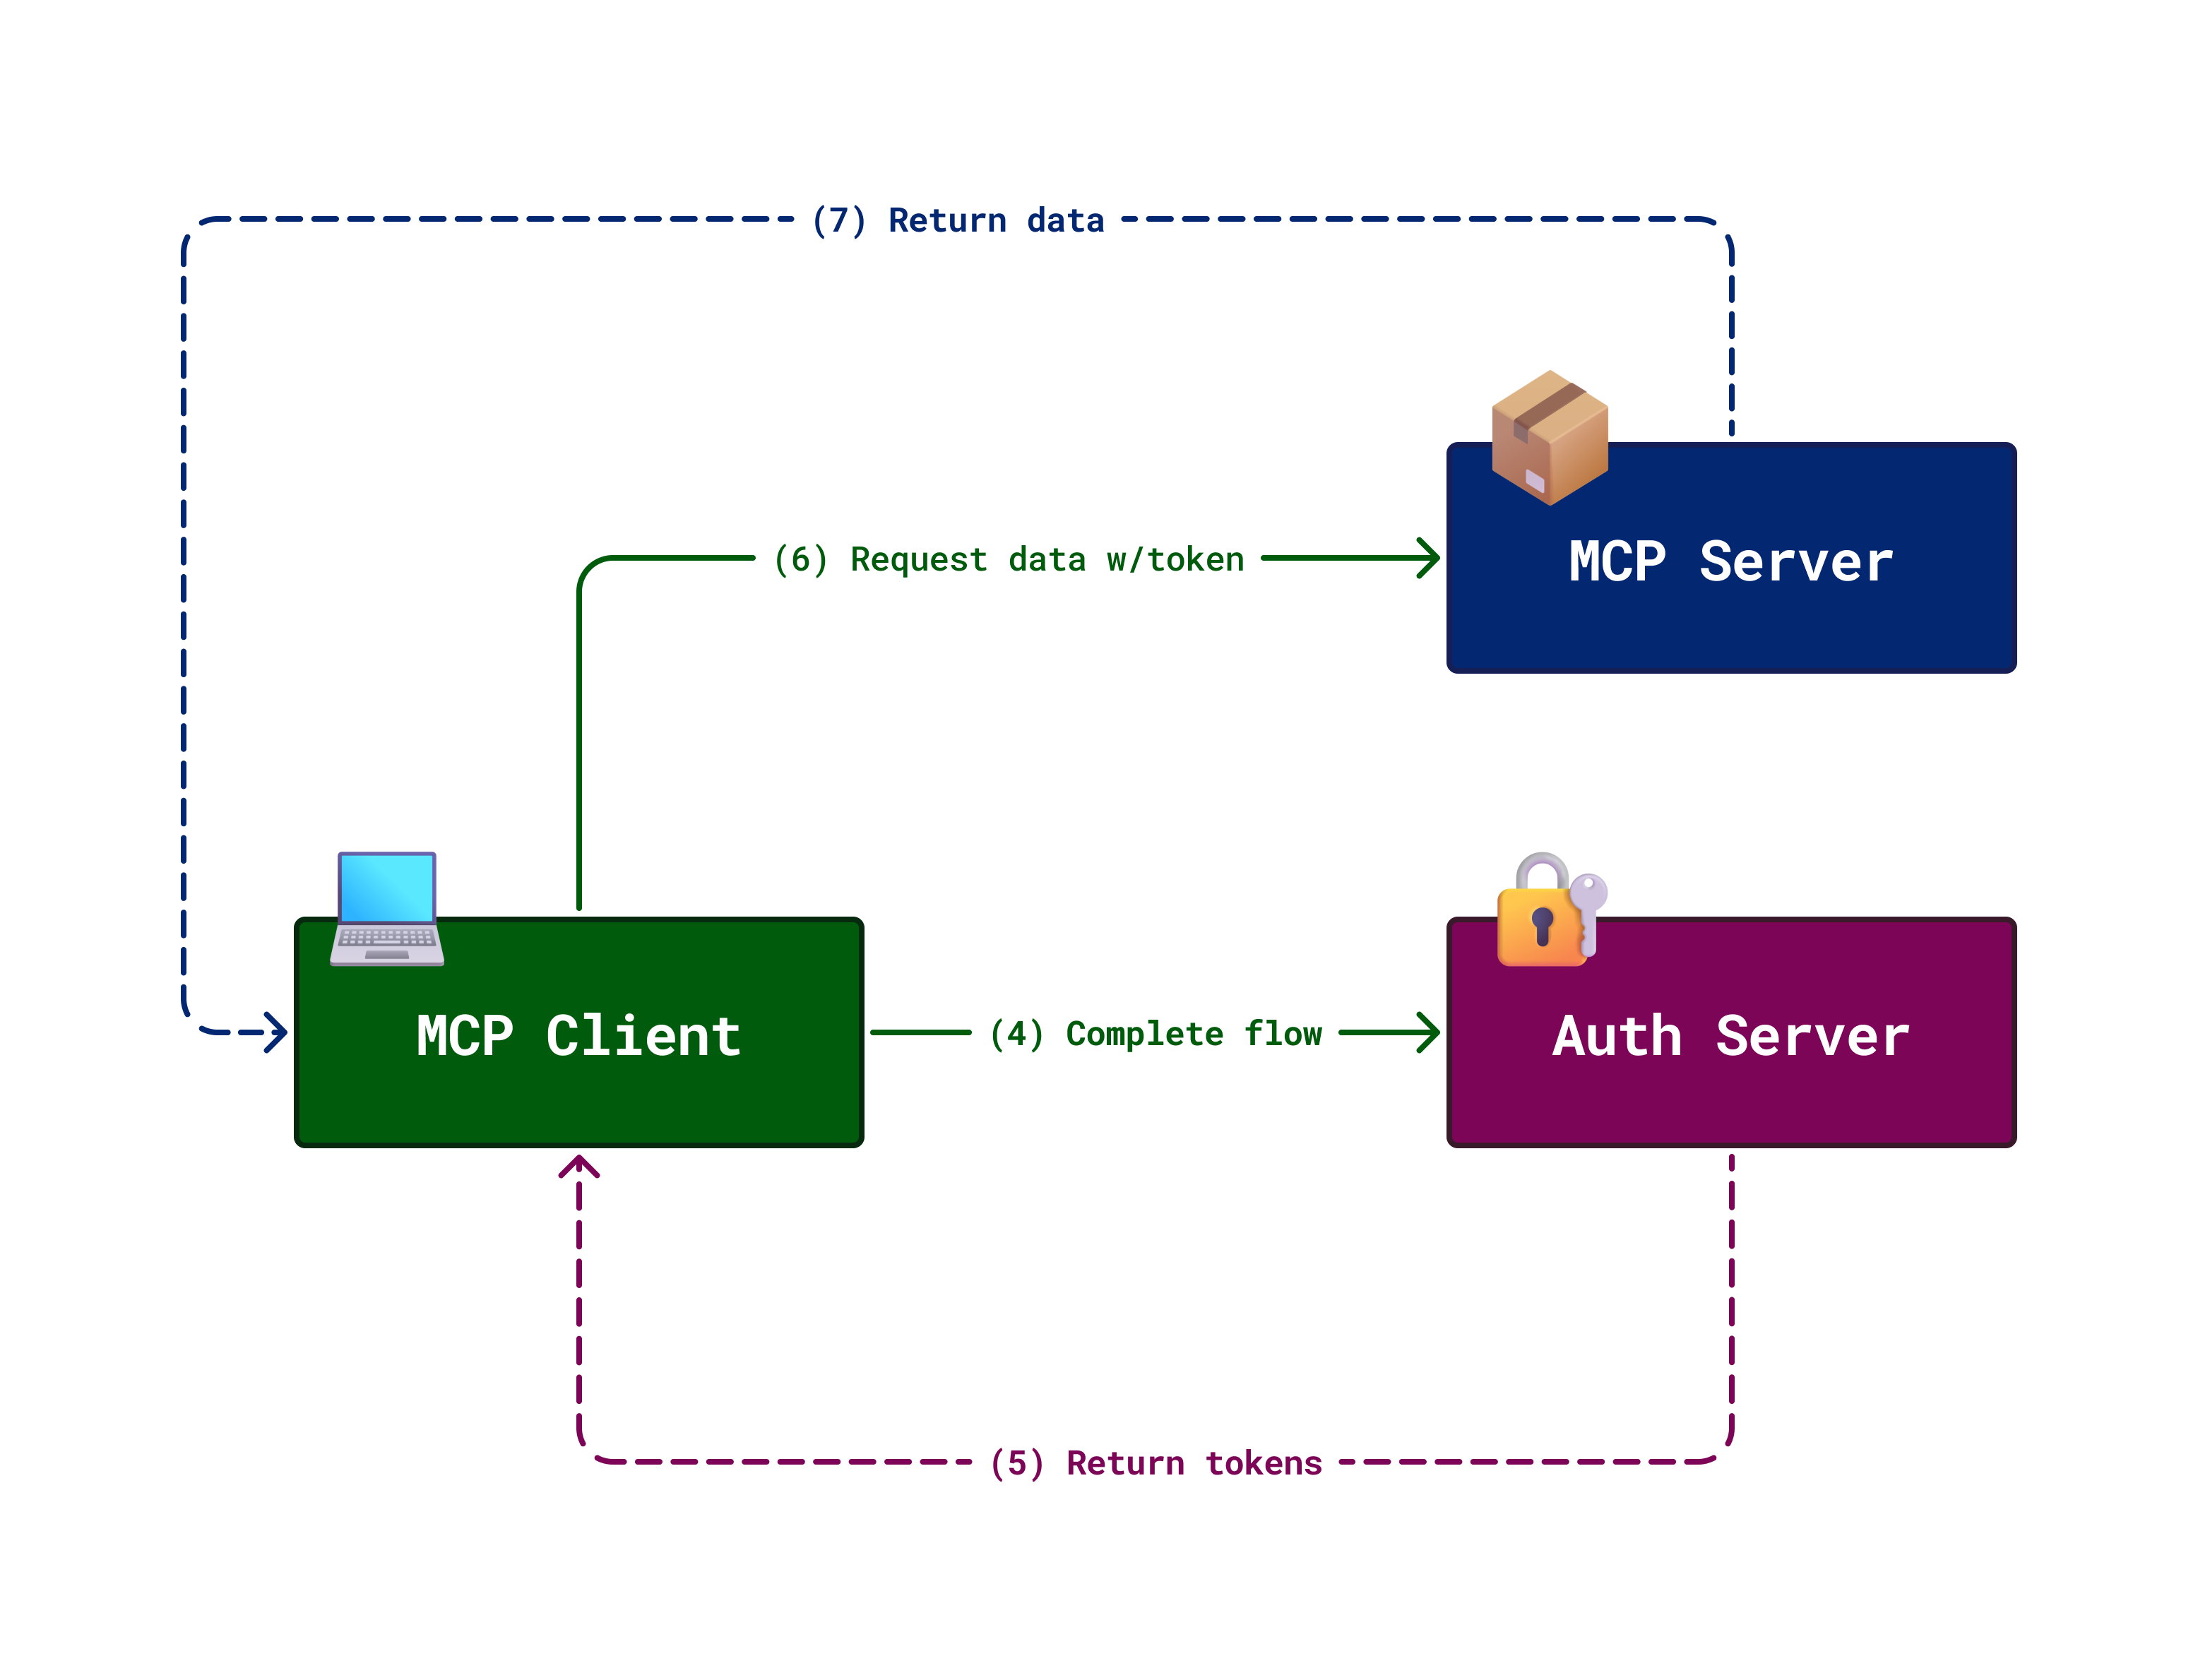 (7) Return data
(6) Request data w/token
MCP Server
MCP Client
(4) Complete flow
Auth Server
(5) Return tokens